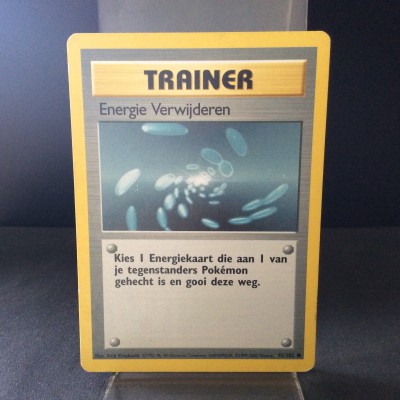 TRAINER
Energie Verwijderen
Kies 1 Energiekaart die aan 1 van
je tegenstanders Pokémon
gehecht is en gooi deze weg.